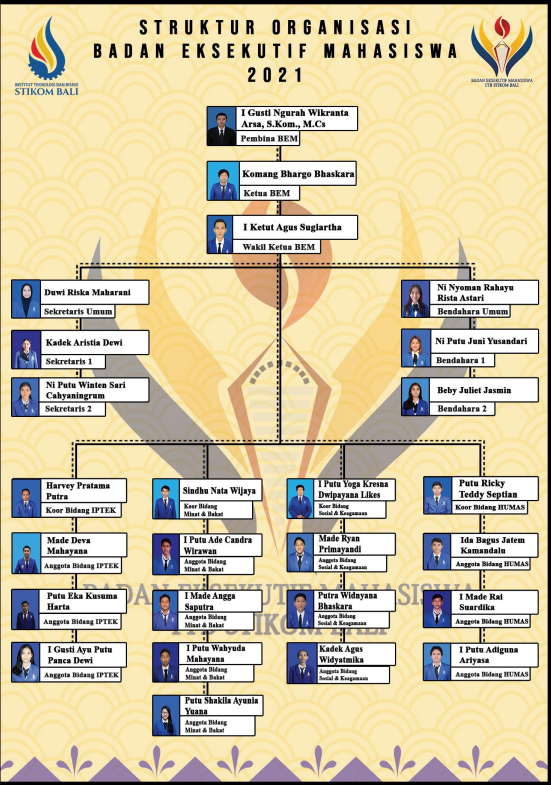 STRUKTUR ORGANISASI
BADAN EKSEKUTIF MAHASISWA
2021
INSTITUT TEKNOLOGI DAN BISNIS
STIKOM BALI
BADAN EKSEKUTIF MAHASISWA
ITB STIKOM BALI
I Gusti Ngurah Wikranta
Arsa, S.Kom., M.Cs
Pembina BEM
Komang Bhargo Bhaskara
Ketua BEM
I Ketut Agus Sugiartha
Wakil Ketua BEM
Duwi Riska Maharani
Sekretaris Umum
Kadek Aristia Dewi
Sekretaris 1
Ni Putu Winten Sari
Cahyaningrum
Sekretaris 2
Ni Nyoman Rahayu
Rista Astari
Bendahara Umum
Ni Putu Juni Yusandari
Bendahara 1
Beby Juliet Jasmin
Bendahara 2
Harvey Pratama
Putra
Koor Bidang IPTEK
Made Deva
Mahayana
Anggota Bidang IPTEK
Putu Eka Kusuma
Harta
Anggota Bidang IPTEK
I Gusti Ayu Putu
Panca Dewi
Anggota Bidang IPTEK
Sindhu Nata Wijaya
Koor Bidang
Minat & Bakat
I Putu Ade Candra
Wirawan
Anggota Bidang
Minat & Bakat
I Made Angga
Saputra
Anggota Bidang
Minat & Bakat
I Putu Wahyuda
Mahayana
Anggota Bidang
Minat & Bakat
Putu Shakila Ayunia
Yuana
Anggota Bidang
Minat & Bakat
I Putu Yoga Kresna
Dwipayana Likes
Koor Bidang
Sosial & Keagamaan
Made Ryan
Primayandi
Anggota Bidang
Sosial & Keagamaan
Putra Widnyana
Bhaskara
Anggota Bidang
Sosial & Keagamaan
Kadek Agus
Widyatmika
Anggota Bidang
Sosial & Keagamaan
Putu Ricky
Teddy Septian
Koor Bidang HUMAS
Ida Bagus Jatem
Kamandalu
Anggota Bidang HUMAS
I Made Rai
Suardika
Anggota Bidang HUMAS
I Putu Adiguna
Ariyasa
Anggota Bidang HUMAS
BADAN EKSEKUTIF MAHASISWA
ITB STIKOM BALI